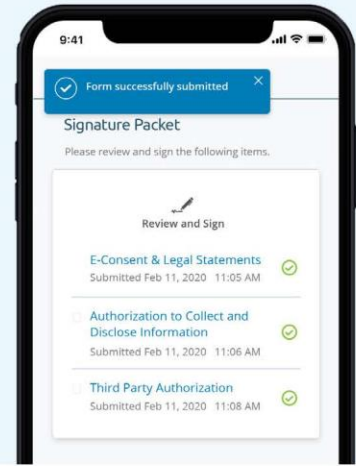 9:41
Form successfully submitted
Signature Packet
Please review and sign the following items.
Review and Sign
E-Consent & Legal Statements
Submitted Feb 11, 2020 11:05 AM
Authorization to Collect and
Disclose Information
Submitted Feb 11, 2020 11:06 AM
Third Party Authorization
Submitted Feb 11, 2020 11:08 AM